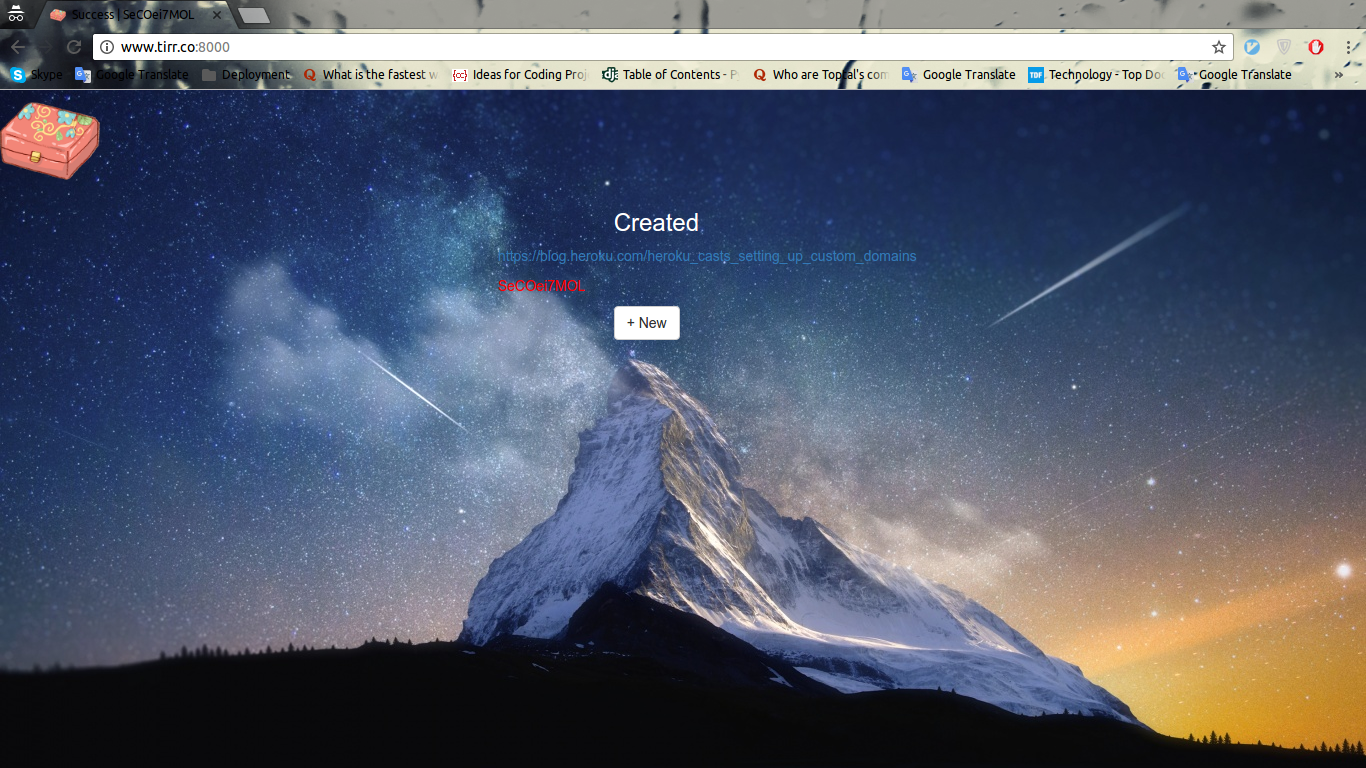 Success | SeCOei7MOL
www.tirr.co:8000
Skype
Google Translate
Deployment
What is the fastest w
Ideas for Coding Proj
Table of Contents - P
Who are Toptal's com
Google Translate
Technology - Top Doc
Google Translate
»
Created
https://blog.heroku.com/heroku_casts_setting_up_custom_domains
SeCOei7MOL
+ New